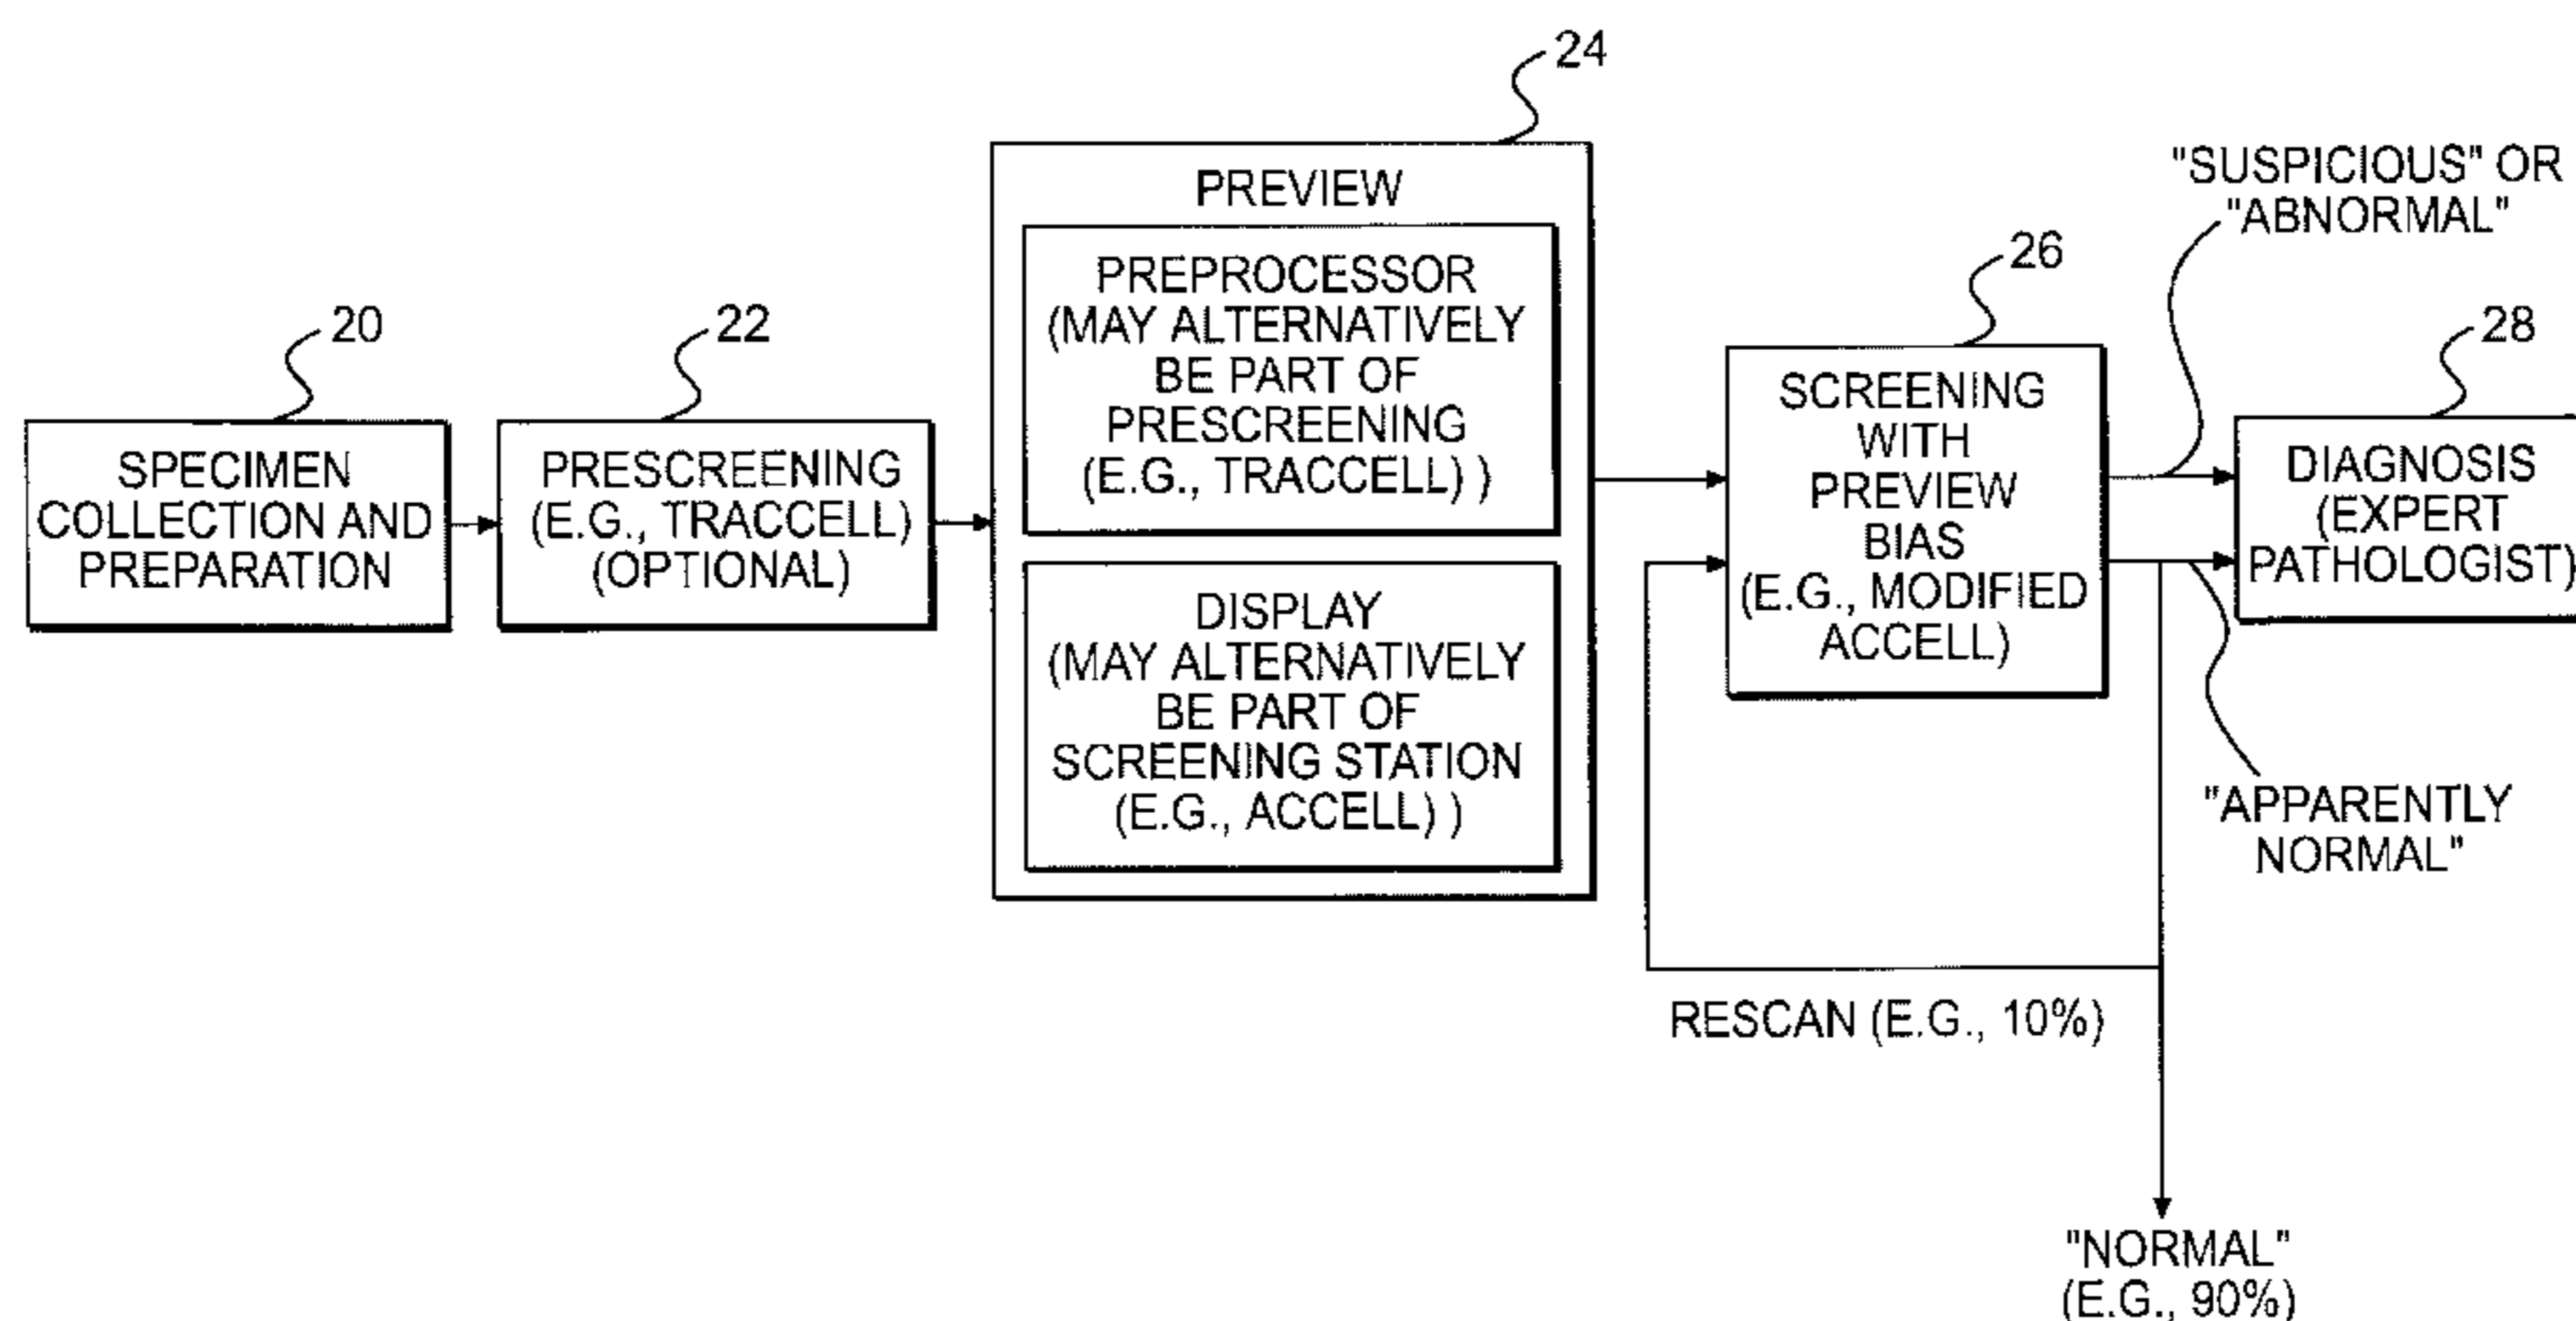 20
SPECIMEN
COLLECTION AND
PREPARATION
22
PRESCREENING
(E.G., TRACCELL)
(OPTIONAL)
24
PREVIEW
PREPROCESSOR
(MAY ALTERNATIVELY
BE PART OF
PRESCREENING
(E.G., TRACCELL) )
DISPLAY
(MAY ALTERNATIVELY
BE PART OF
SCREENING STATION
(E.G., ACCELL) )
26
SCREENING
WITH
PREVIEW
BIAS
(E.G., MODIFIED
ACCELL)
"SUSPICIOUS" OR
"ABNORMAL"
28
DIAGNOSIS
(EXPERT
PATHOLOGIST)
"APPARENTLY
NORMAL"
RESCAN (E.G., 10%)
"NORMAL"
(E.G., 90%)